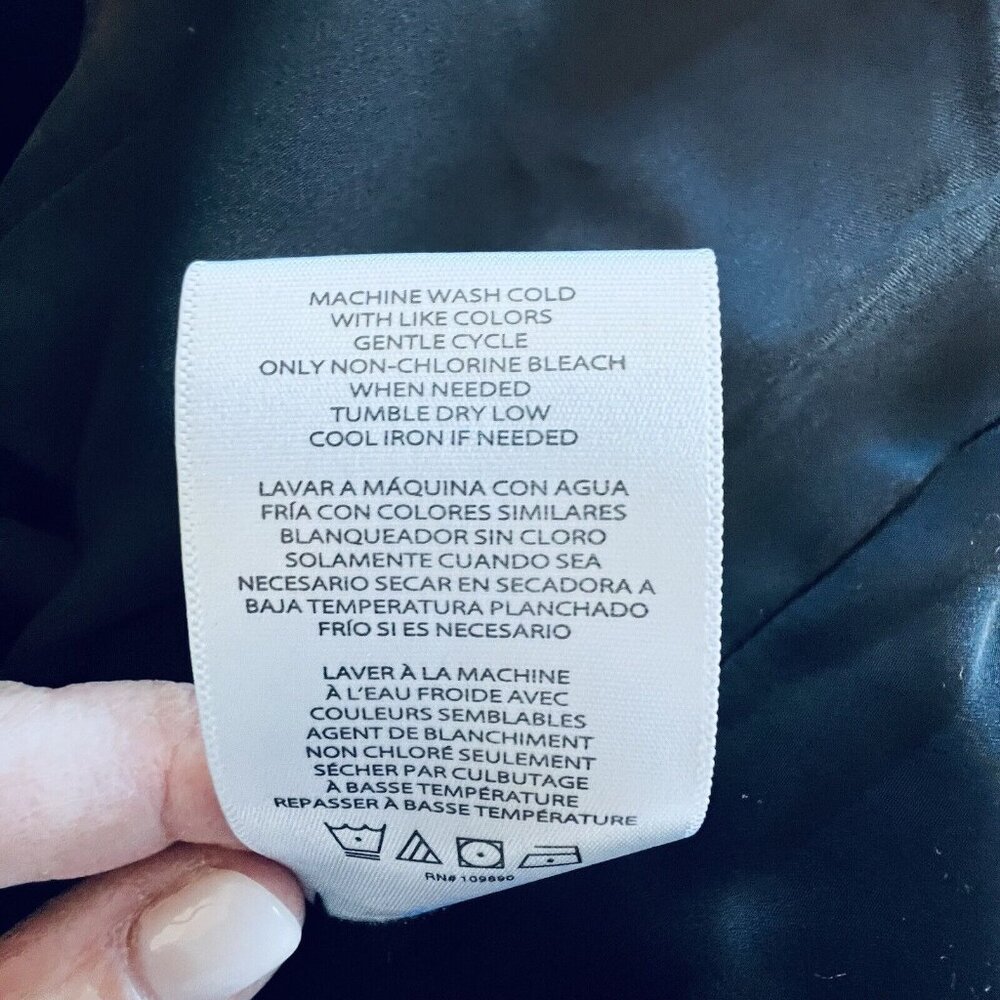 MACHINE WASH COLD
WITH LIKE COLORS
GENTLE CYCLE
ONLY NON-CHLORINE BLEACH
WHEN NEEDED
TUMBLE DRY LOW
COOL IRON IF NEEDED
LAVAR A MÁQUINA CON AGUA
FRÍA CON COLORES SIMILARES
BLANQUEADOR SIN CLORO
SOLAMENTE CUANDO SEA
NECESARIO SECAR EN SECADORA A
BAJA TEMPERATURA PLANCHADO
FRÍO SI ES NECESARIO
LAVER À LA MACHINE
À L'EAU FROIDE AVEC
COULEURS SEMBLABLES
AGENT DE BLANCHIMENT
NON CHLORÉ SEULEMENT
SÉCHER PAR CULBUTAGE
À BASSE TEMPÉRATURE
REPASSER À BASSE TEMPÉRATURE
RN# 109890